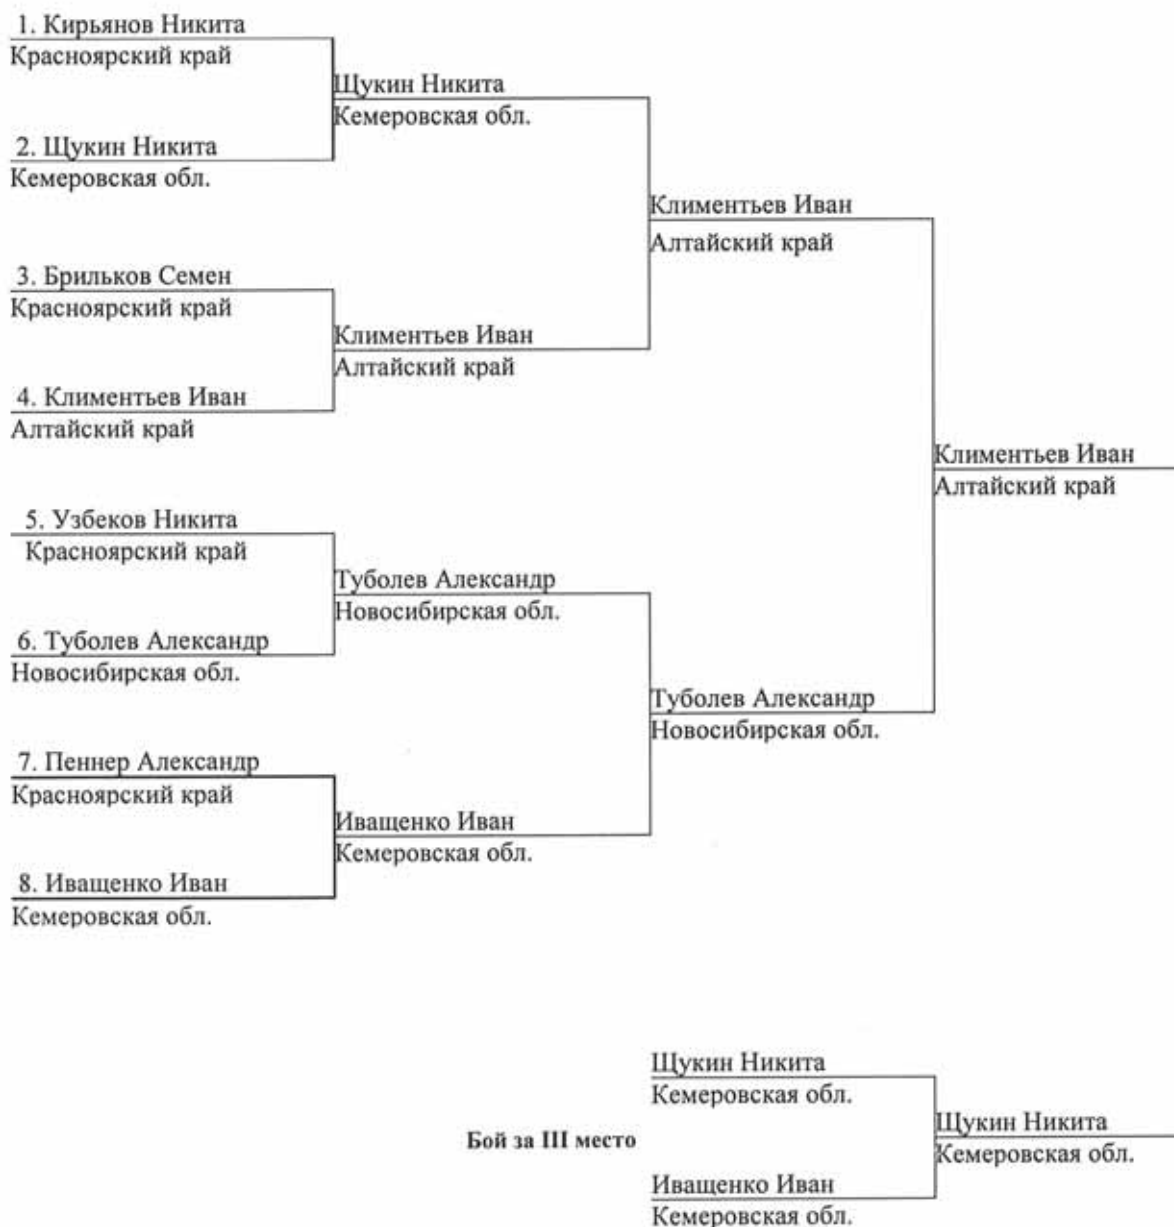 1. Кирьянов Никита
Красноярский край
Щукин Никита
Кемеровская обл.
2. Щукин Никита
Кемеровская обл.
Климентьев Иван
Алтайский край
3. Брильков Семен
Красноярский край
Климентьев Иван
Алтайский край
4. Климентьев Иван
Алтайский край
Климентьев Иван
Алтайский край
5. Узбеков Никита
Красноярский край
Туболев Александр
Новосибирская обл.
6. Туболев Александр
Новосибирская обл.
Туболев Александр
Новосибирская обл.
7. Пеннер Александр
Красноярский край
Иващенко Иван
Кемеровская обл.
8. Иващенко Иван
Кемеровская обл.
Щукин Никита
Кемеровская обл.
Бой за III место
Щукин Никита
Кемеровская обл.
Иващенко Иван
Кемеровская обл.